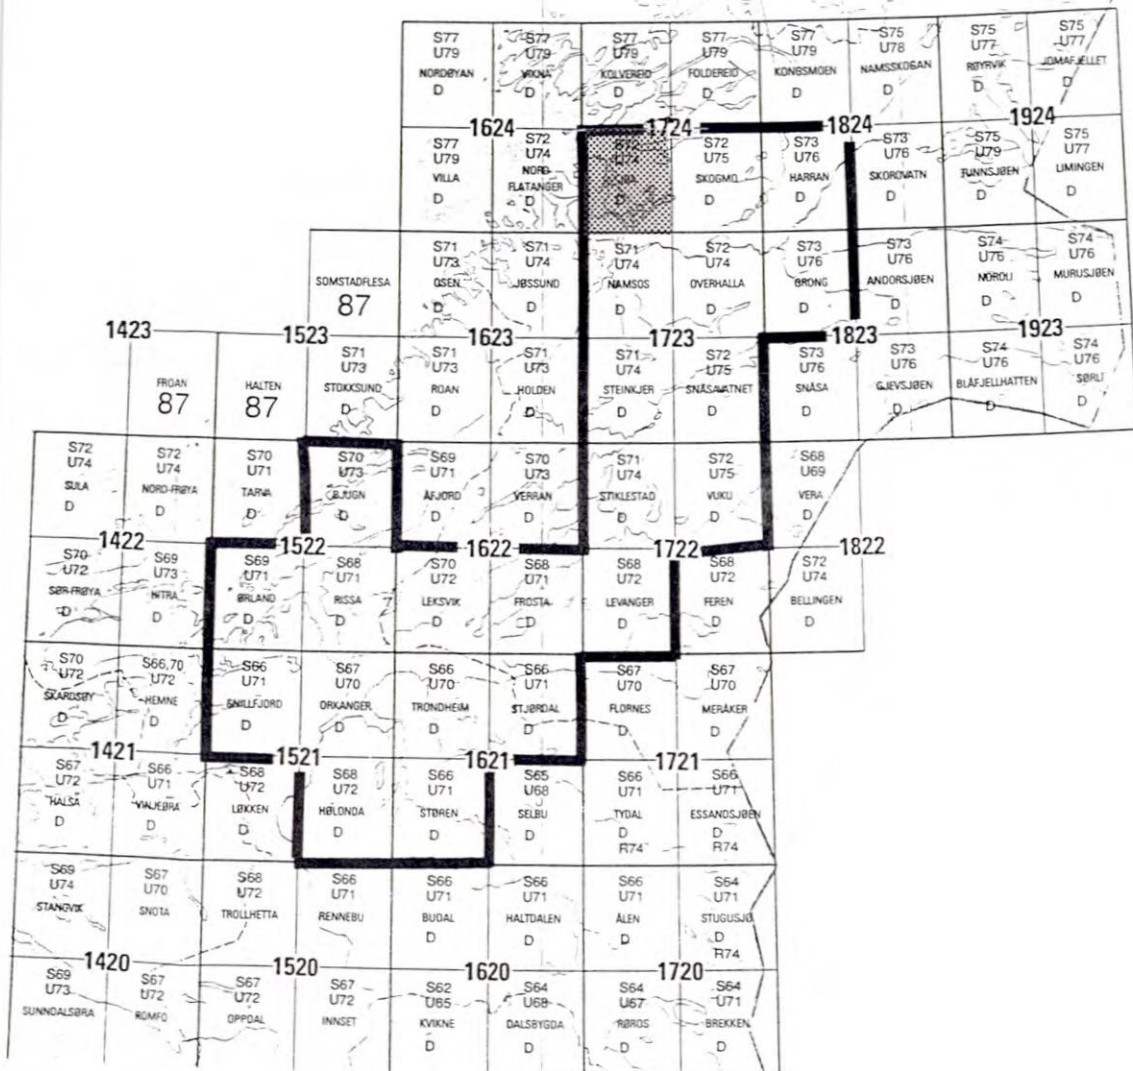 S77 S77 S77 S77 S77 S75 S75 S75
U79 U79 U79 U79 U79 U78 U77 U77
NORDØYAN VIKNA KOLVEREID FOLDEREID KONGSMOEN NAMSSKOGAN RØYRVIK JOMAFJELLET
D D D D D D D D
1624 1724 1824 1924
S77 S72 S72 S72 S73 S73 S75 S75
U79 U74 U74 U75 U76 U76 U79 U77
VILLA NORD-FLATANGER SKOGMO HARRAN SKOROVATN TUNNSJØEN LIMINGEN
D D D D D D D D
S71 S71 S71 S72 S73 S73 S74 S74
U73 U74 U74 U74 U76 U76 U76 U76
SOMSTADFLESA OSEN JØSSUND NAMSOS OVERHALLA GRONG ANDORSJØEN NORDLI MURUSJØEN
87 D D D D D D D D
1423 1523 1623 1723 1823 1923
S71 S71 S71 S71 S72 S73 S73 S74 S74
U73 U73 U73 U74 U75 U76 U76 U76 U76
FROAN HALTEN STOKKSUND ROAN HOLDEN STEINKJER SNÅSAVATNET SNÅSA GJEVSJØEN BLÅFJELLHATTEN SØRLI
87 87 D D D D D D D D D
S72 S72 S70 S70 S69 S70 S71 S72 S68
U74 U74 U71 U73 U71 U73 U74 U75 U69
SULA NORD-FRØYA TARVA BJUGN ÅFJORD VERRAN STIKLESTAD VUKU VERA
D D D D D D D D D
1422 1522 1622 1722 1822
S70 S69 S69 S68 S70 S68 S68 S68 S72
U72 U73 U71 U71 U72 U71 U72 U72 U74
SØR-FRØYA HITRA ØRLAND RISSA LEKSVIK FROSTA LEVANGER FEREN BELLINGEN
D D D D D D D D D
S70 S66,70 S66 S67 S66 S66 S67 S67
U72 U72 U71 U70 U70 U71 U70 U70
SKARDSØY HEMNE SNILLFJORD ORKANGER TRONDHEIM STJØRDAL FLORNES MERÅKER
D D D D D D D D
1421 1521 1621 1721
S67 S66 S68 S68 S66 S65 S66 S66
U72 U71 U72 U72 U71 U68 U71 U71
HALSA VINJEØRA LØKKEN HØLONDA STØREN SELBU TYDAL ESSANDSJØEN
D D D D D D D D
R74 R74
S69 S67 S68 S66 S66 S66 S66 S64
U74 U70 U72 U71 U71 U71 U71 U71
STANGVIK SNOTA TROLLHETTA RENNEBU BUDAL HALTDALEN ÅLEN STUGUSJØ
D D D D
R74
1420 1520 1620 1720
S69 S67 S67 S67 S62 S64 S64 S64
U73 U72 U72 U72 U65 U68 U67 U71
SUNNDALSØRA ROMFO OPPDAL INNSET KVIKNE DALSBYGDA RØROS BREKKEN
D D D D